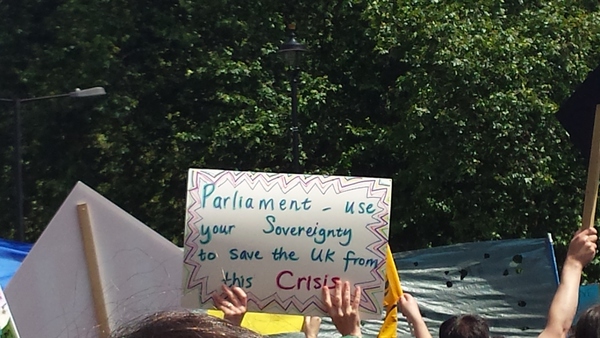 Parliament - use
your Sovereignty
to save the UK from
this Crisis